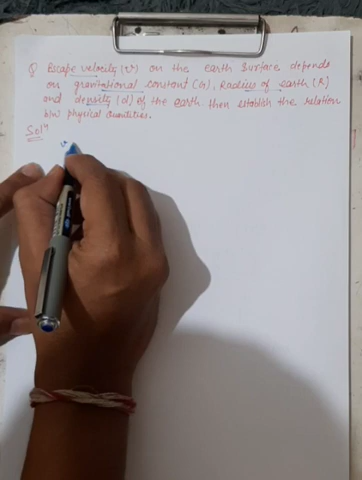 Q Escape velocity (v) on the earth surface depends
on gravitational constant (G), Radius of earth (R)
and density (d) of the earth then establish the relation
b/w physical Quantities.
Solⁿ
v